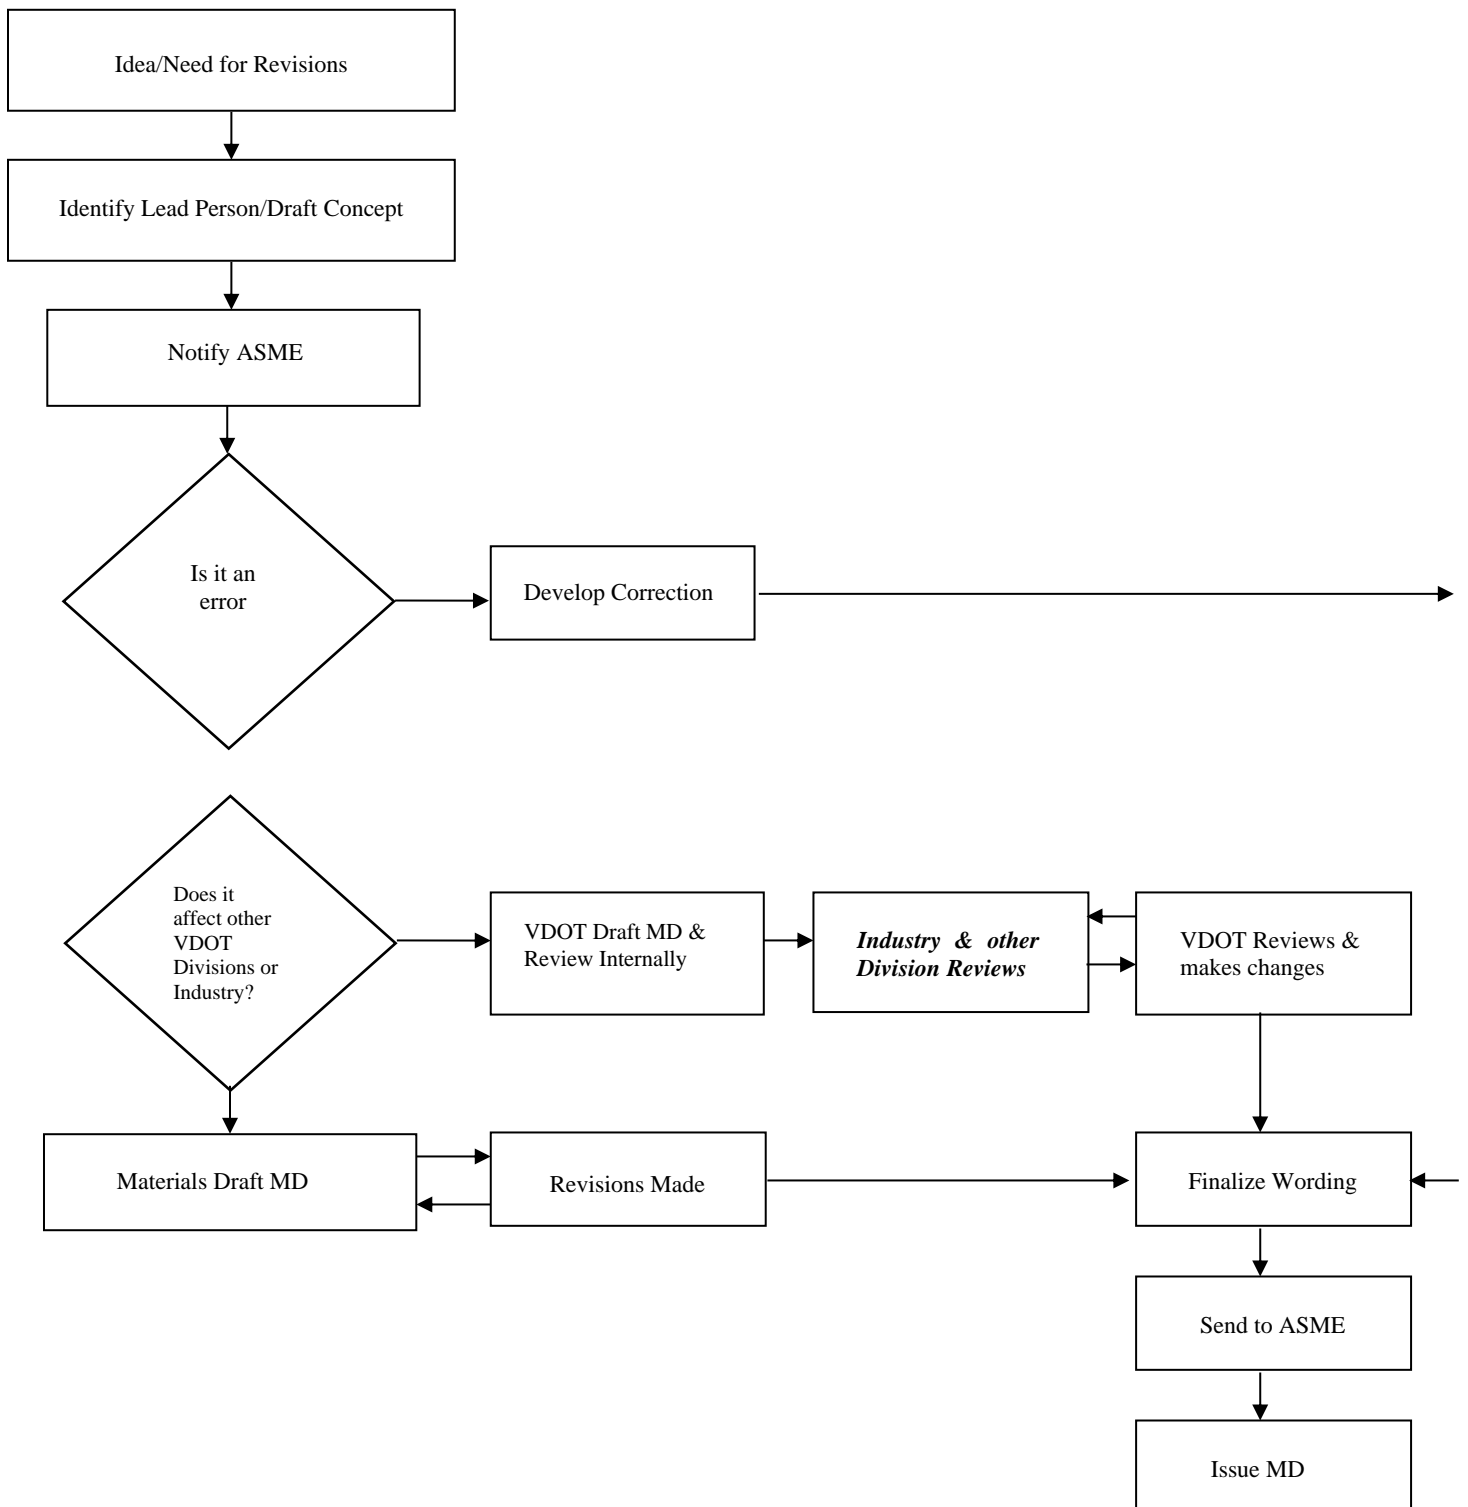 Idea/Need for Revisions
Identify Lead Person/Draft Concept
Notify ASME
Is it an
error
Develop Correction
Does it
affect other
VDOT
Divisions or
Industry?
VDOT Draft MD &
Review Internally
Industry & other
Division Reviews
VDOT Reviews &
makes changes
Materials Draft MD
Revisions Made
Finalize Wording
Send to ASME
Issue MD